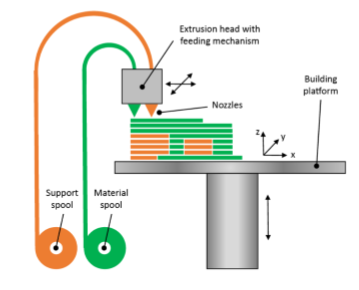 Extrusion head with
feeding mechanism
Building
platform
Nozzles
z
y
x
Support
spool
Material
spool